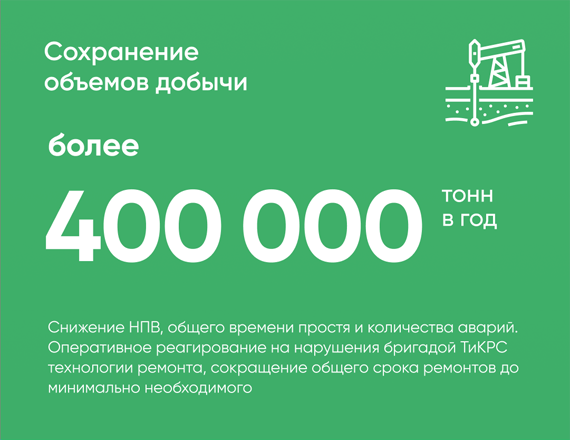 Сохранение
объемов добычи
более
400 000
тонн
в год
Снижение НПВ, общего времени простя и количества аварий.
Оперативное реагирование на нарушения бригадой ТиКРС
технологии ремонта, сокращение общего срока ремонтов до
минимально необходимого